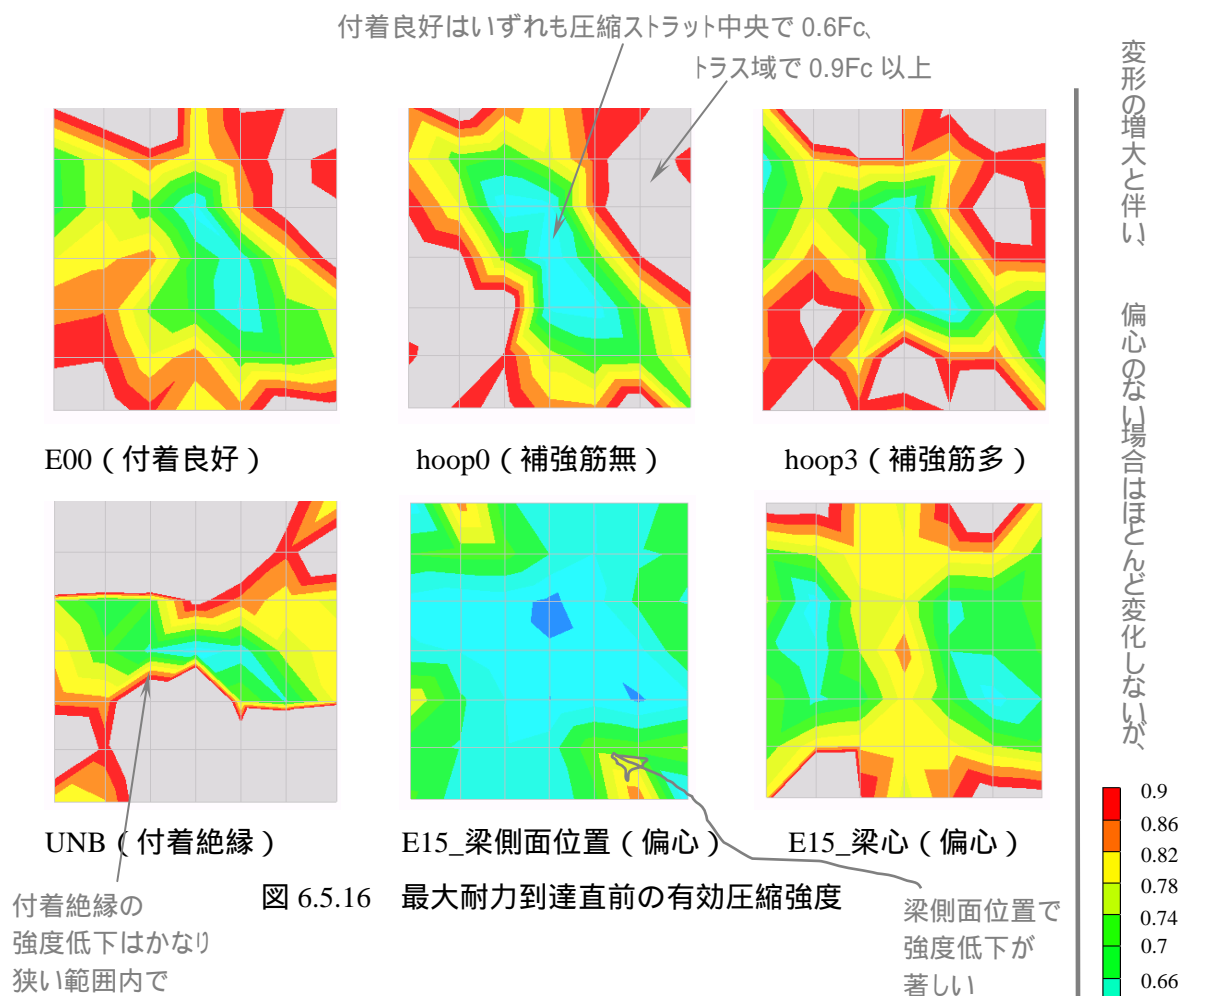 付着良好はいずれも圧縮ストラット中央で 0.6Fc、
トラス域で 0.9Fc 以上
E00（付着良好）
hoop0（補強筋無）
hoop3（補強筋多）
UNB（付着絶縁）
E15_梁側面位置（偏心）
E15_梁心（偏心）
図 6.5.16　最大耐力到達直前の有効圧縮強度
付着絶縁の
強度低下はかなり
狭い範囲内で
梁側面位置で
強度低下が
著しい
変形の増大と伴い、　偏心のない場合はほとんど変化しないが、
0.9
0.86
0.82
0.78
0.74
0.7
0.66